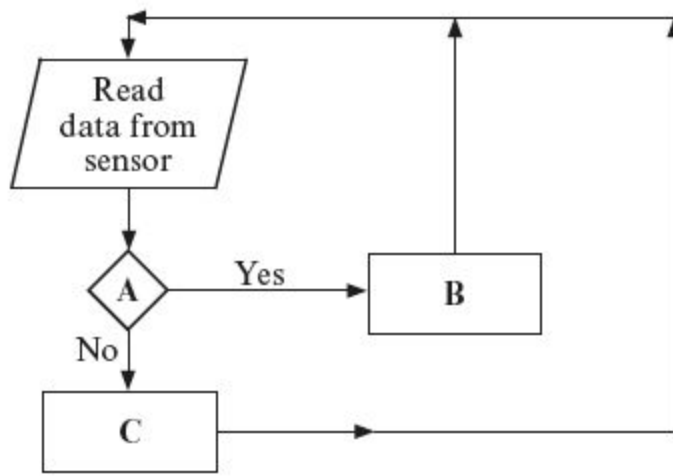 Read
data from
sensor
A
Yes
B
No
C